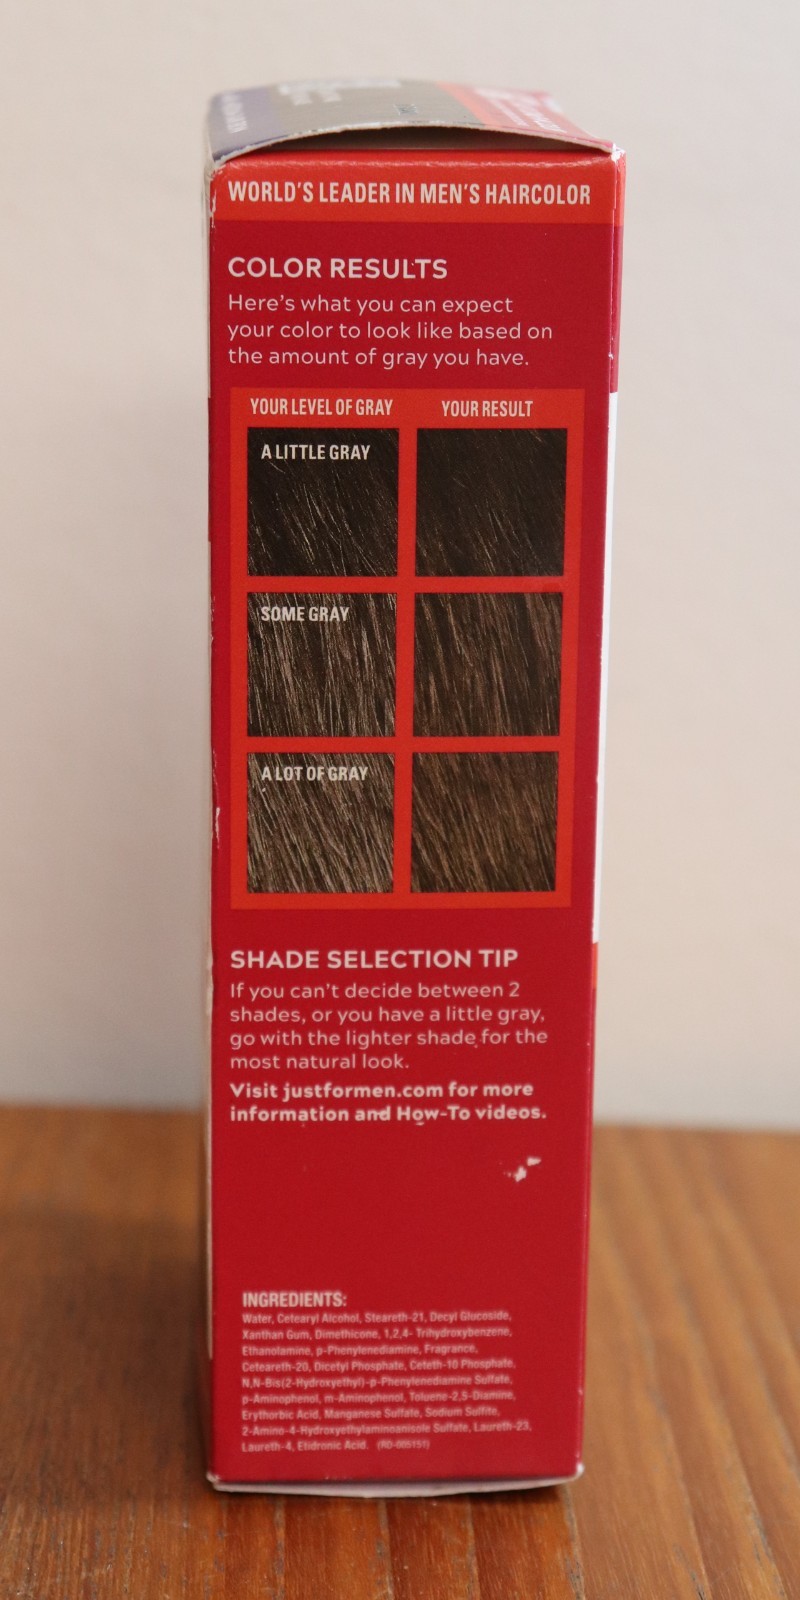 WORLD'S LEADER IN MEN'S HAIRCOLOR
COLOR RESULTS
Here's what you can expect
your color to look like based on
the amount of gray you have.
YOUR LEVEL OF GRAY YOUR RESULT
A LITTLE GRAY
SOME GRAY
A LOT OF GRAY
SHADE SELECTION TIP
If you can't decide between 2
shades, or you have a little gray,
go with the lighter shade for the
most natural look.
Visit justformen.com for more
information and How-To videos.
INGREDIENTS:
Water, Cetearyl Alcohol, Steareth-21, Decyl Glucoside,
Xanthan Gum, Dimethicone, 1,2,4- Trihydroxybenzene,
Ethanolamine, p-Phenylenediamine, Fragrance,
Ceteareth-20, Dicetyl Phosphate, Ceteth-10 Phosphate,
N,N-Bis(2-Hydroxyethyl)-p-Phenylenediamine Sulfate,
p-Aminophenol, m-Aminophenol, Toluene-2,5-Diamine,
Erythorbic Acid, Manganese Sulfate, Sodium Sulfite,
2-Amino-4-Hydroxyethylaminoanisole Sulfate, Laureth-23,
Laureth-4, Etidronic Acid. (RD-005151)